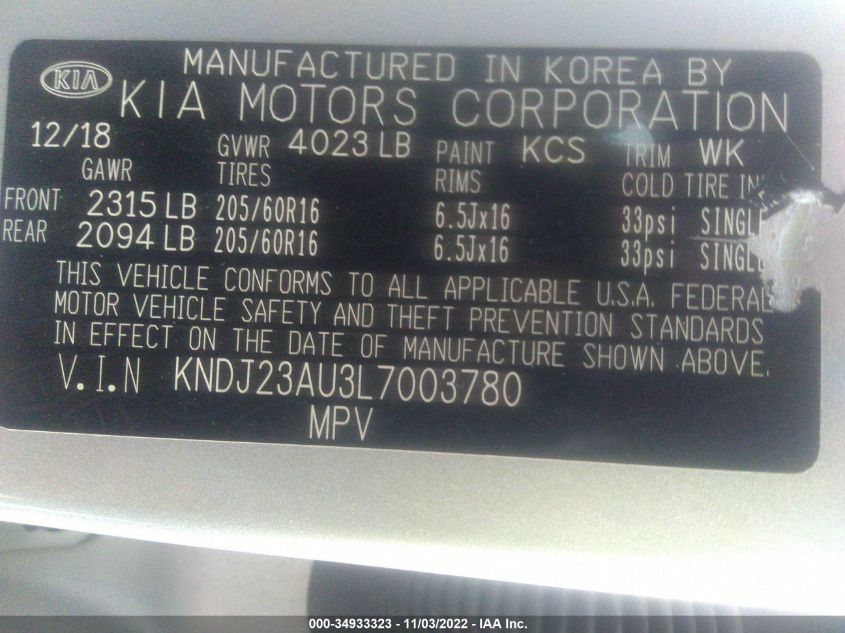 KIA
MANUFACTURED IN KOREA BY
KIA MOTORS CORPORATION
12/18 GVWR 4023 LB PAINT KCS TRIM WK
GAWR TIRES RIMS COLD TIRE
FRONT 2315 LB 205/60R16 6.5Jx16 33psi
REAR 2094 LB 205/60R16 6.5Jx16 33psi
THIS VEHICLE CONFORMS TO ALL APPLICABLE U.S.A. FEDERAL
MOTOR VEHICLE SAFETY AND THEFT PREVENTION STANDARDS
IN EFFECT ON THE DATE OF MANUFACTURE SHOWN ABOVE.
V.I.N KNDJ23AU3L7003780
MPV
000-34933323 - 11/03/2022 - IAA Inc.